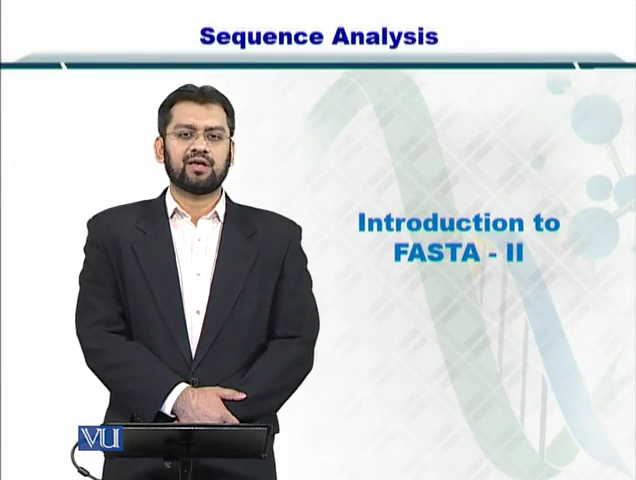 Sequence Analysis
Introduction to
FASTA - II
VU